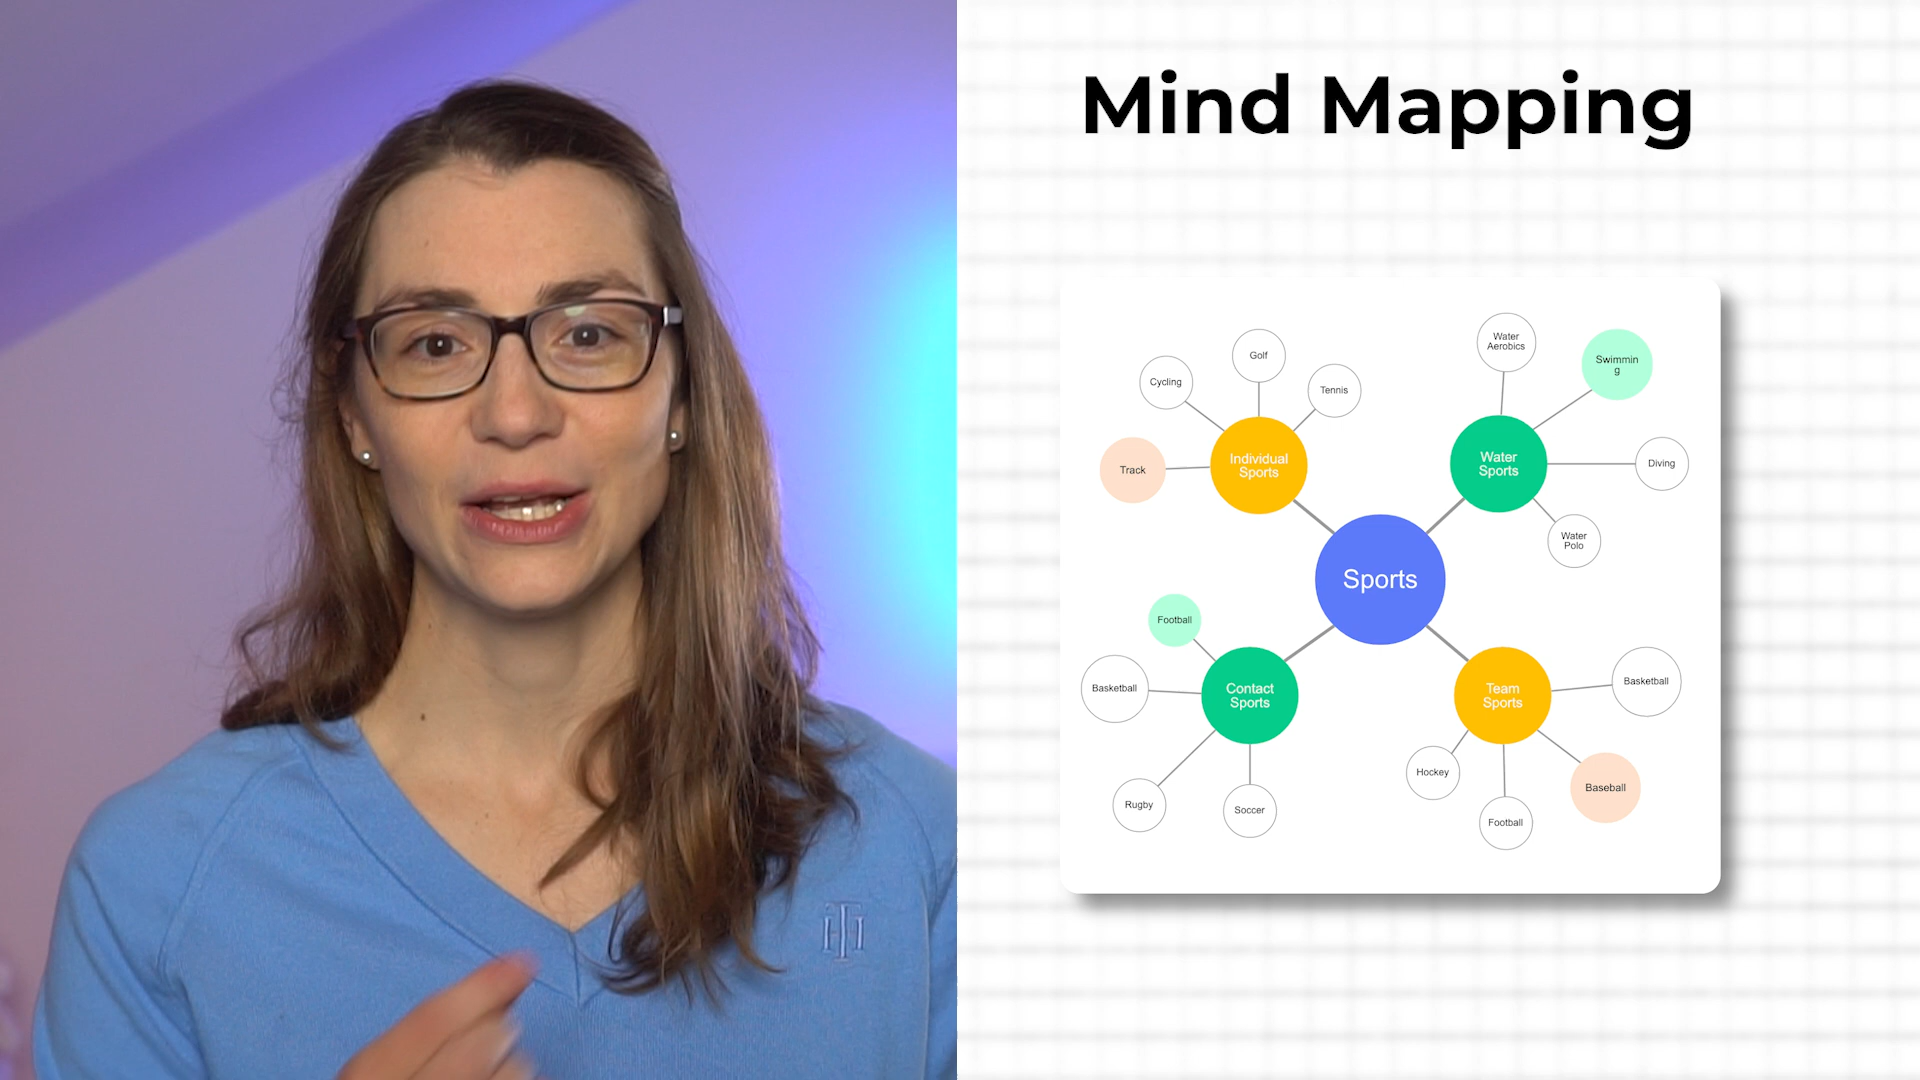 Mind Mapping
Water
Aerobics
Golf
Swimmin
g
Cycling
Tennis
Individual
Sports
Water
Sports
Track
Diving
Water
Polo
Sports
Football
Basketball
Contact
Sports
Team
Sports
Basketball
Hockey
Baseball
Rugby
Soccer
Football